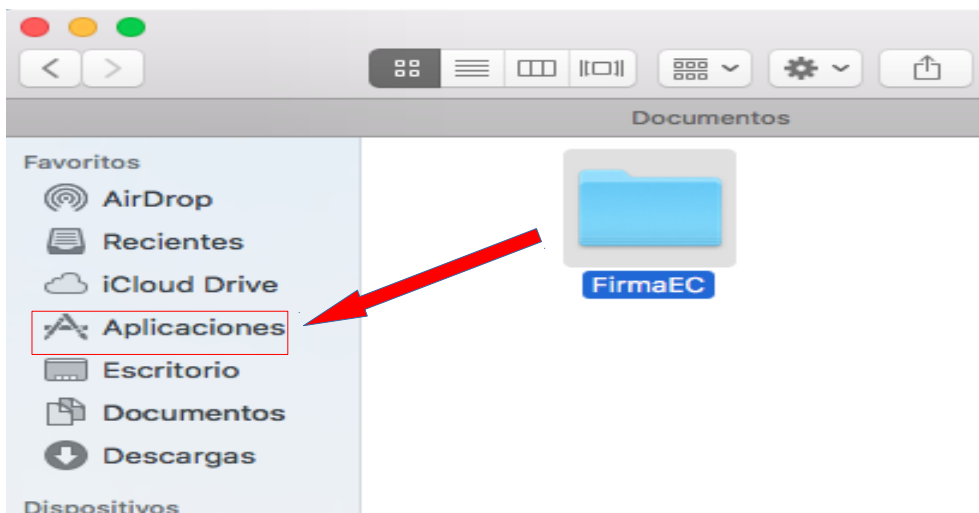 Documentos
Favoritos
AirDrop
Recientes
iCloud Drive
Aplicaciones
Escritorio
Documentos
Descargas
Dispositivos
FirmaEC